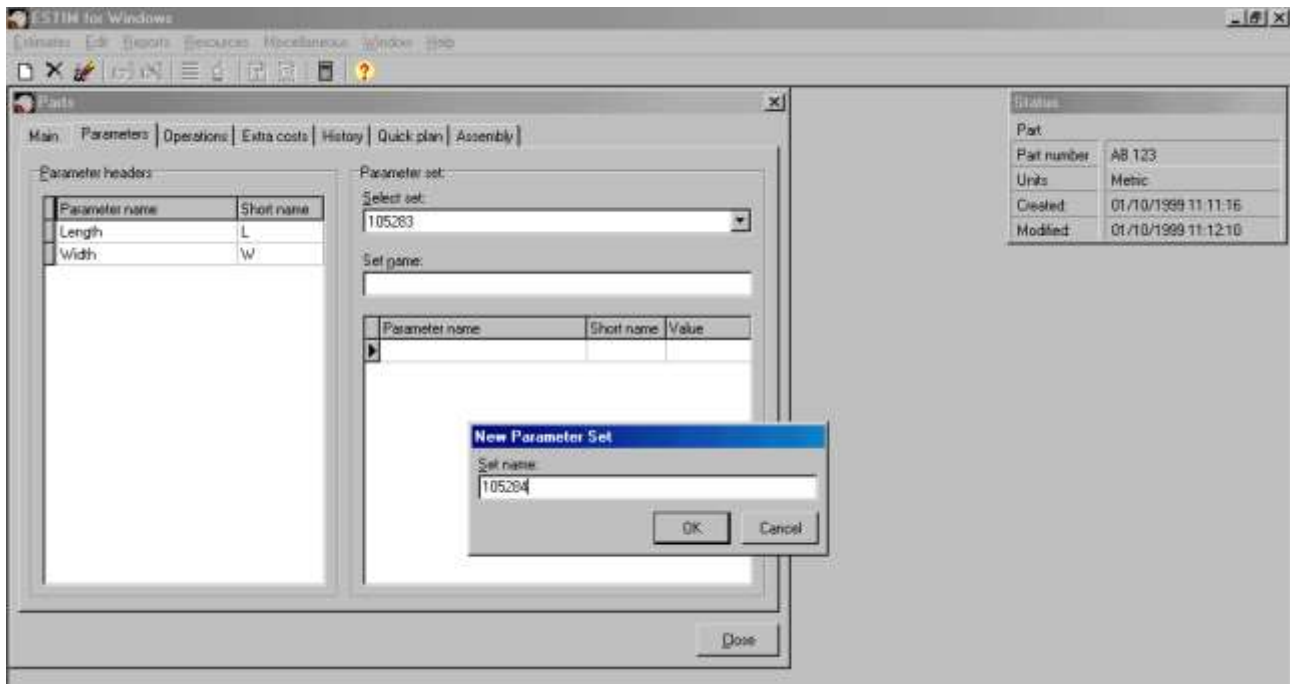 ESTIM for Windows
Estimates Edit Reports Resources Miscellaneous Window Help
Parts
Main Parameters Operations Extra costs History Quick plan Assembly
Parameter headers
Parameter name Short name
Length L
Width W
Parameter set:
Select set:
105283
Set name:
Parameter name Short name Value
New Parameter Set
Set name:
105284
OK Cancel
Close
Status
Part
Part number AB 123
Units Metric
Created: 01/10/1999 11:11:16
Modified: 01/10/1999 11:12:10